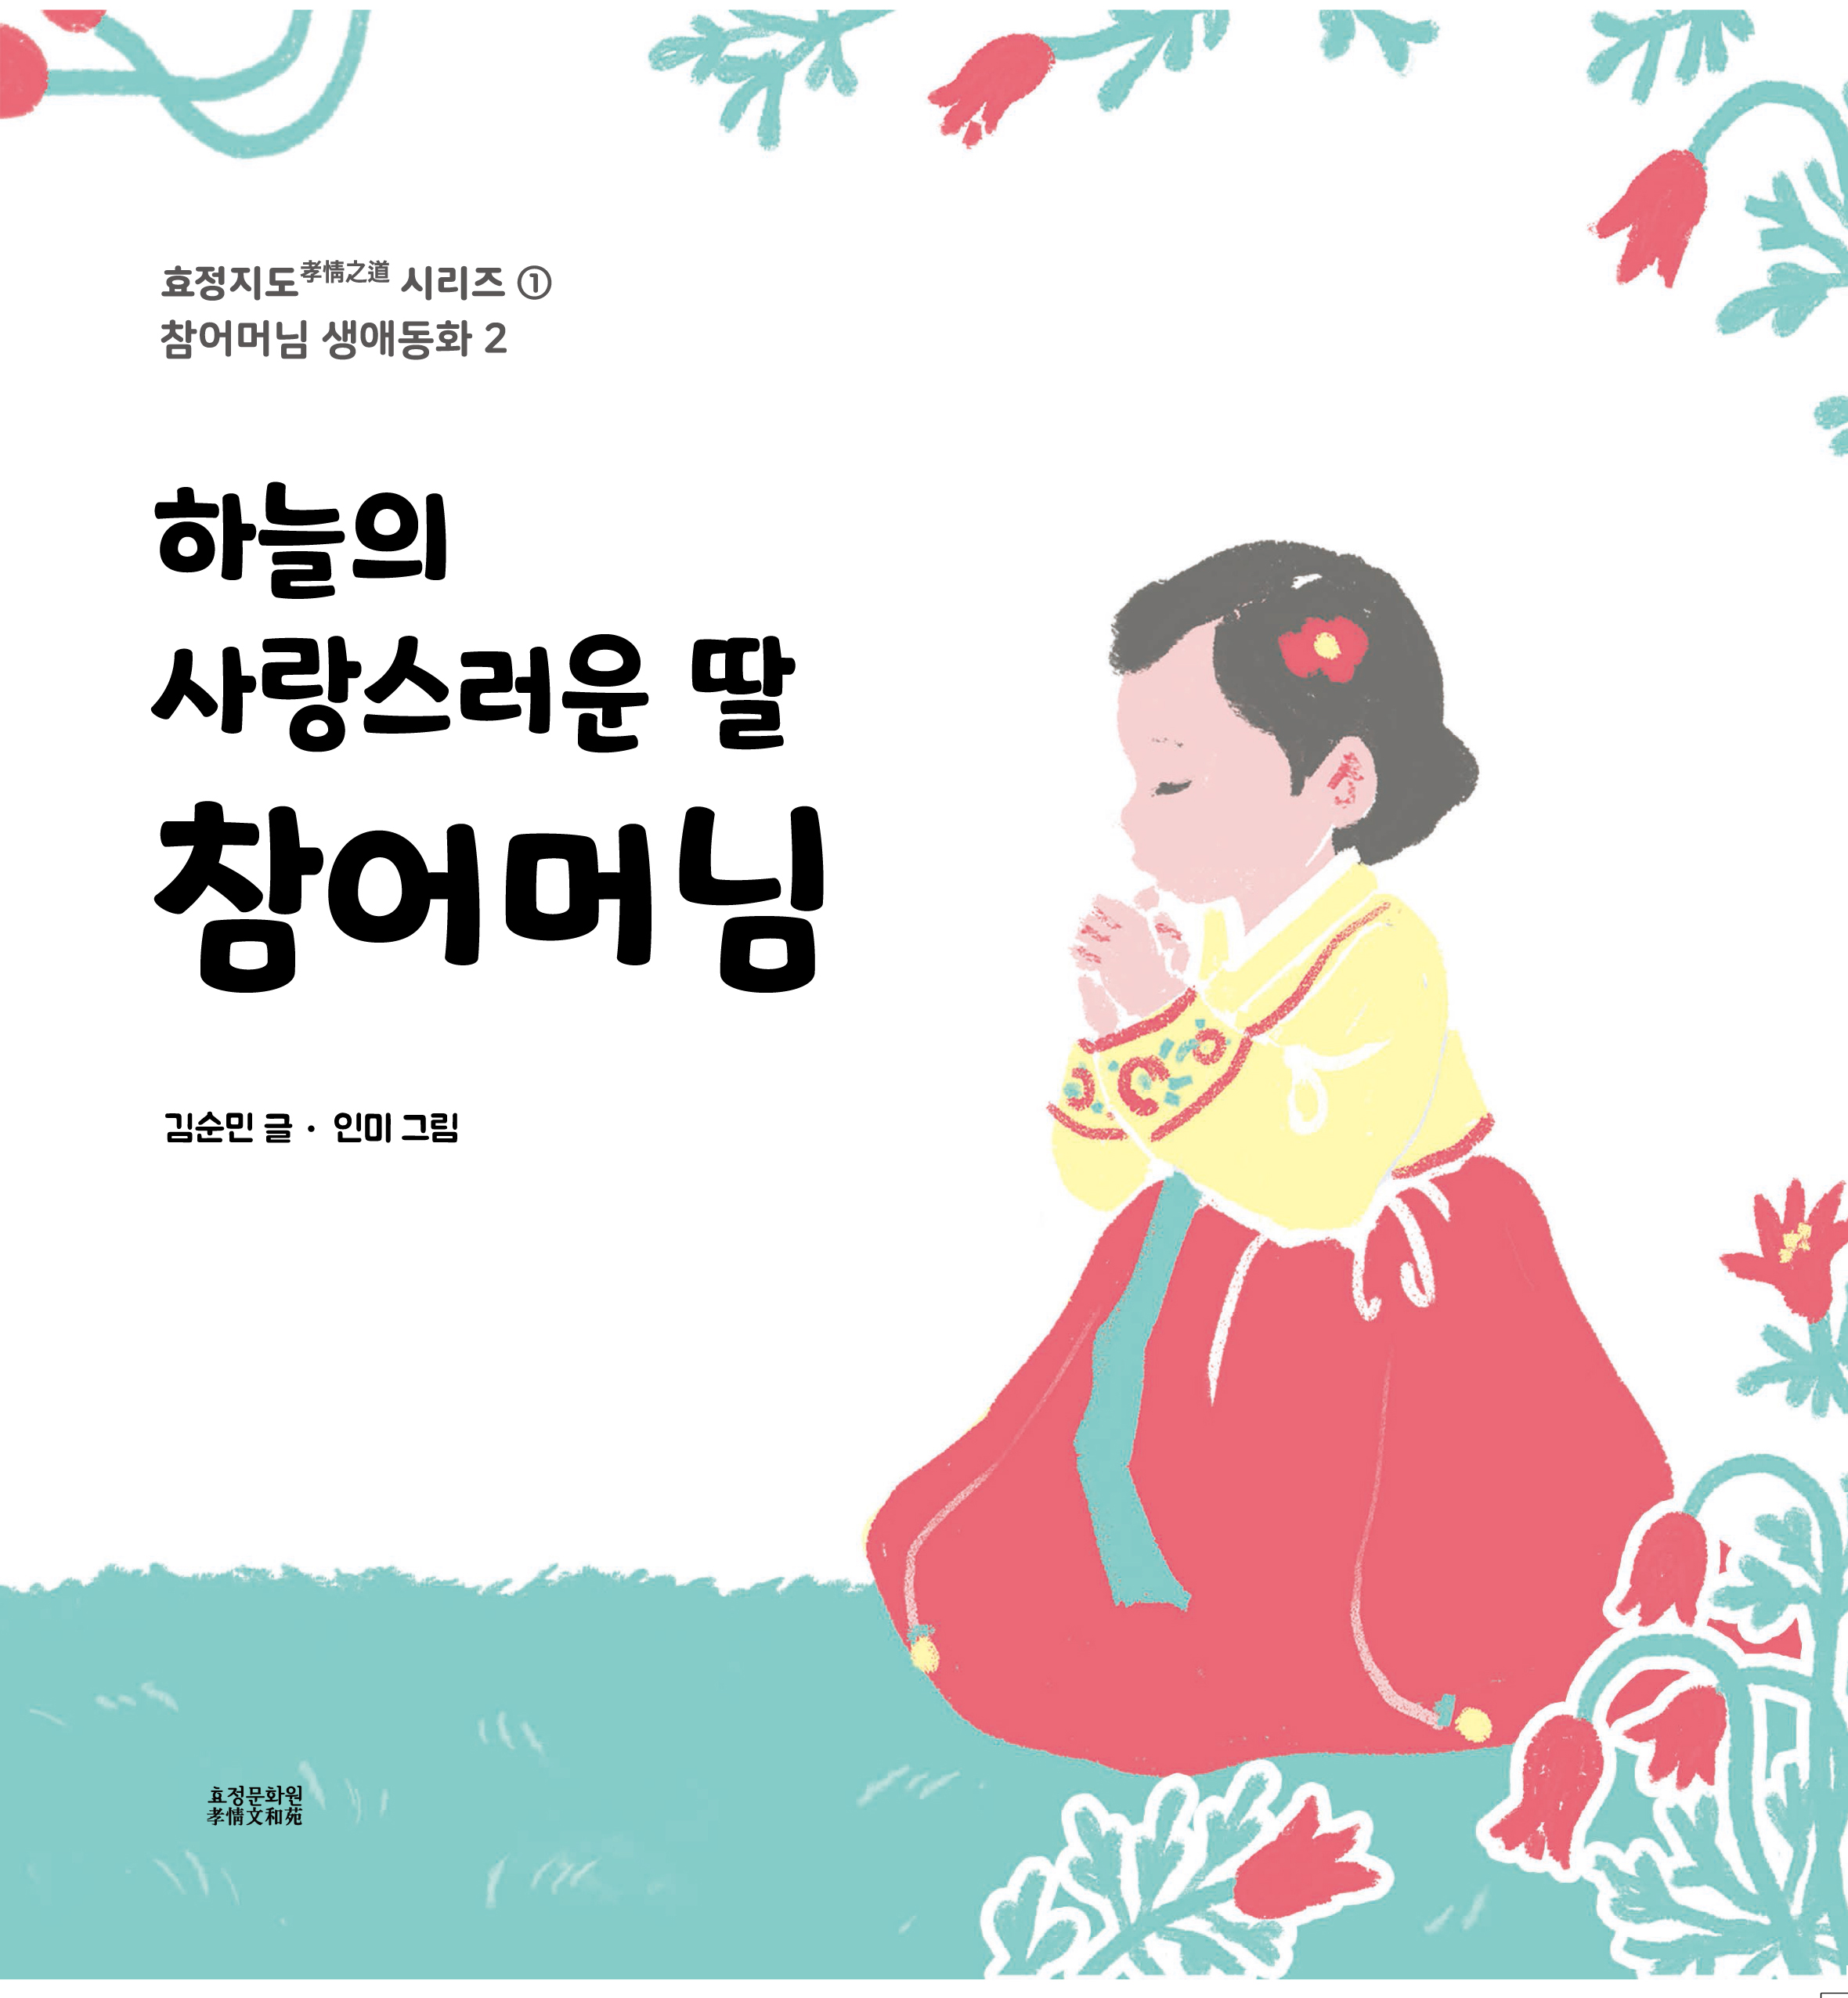 효정지도孝情之道 시리즈 ①
참어머님 생애동화 2
하늘의
사랑스러운 딸
참어머님
김순민 글 · 인미 그림
효정문화원
孝情文和苑